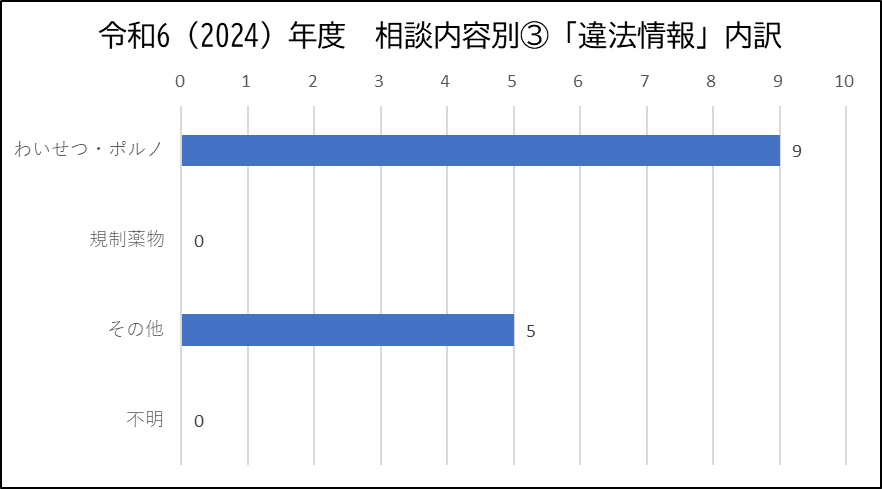 令和6（2024）年度　相談内容別③「違法情報」内訳
0 1 2 3 4 5 6 7 8 9 10
わいせつ・ポルノ 9
規制薬物 0
その他 5
不明 0